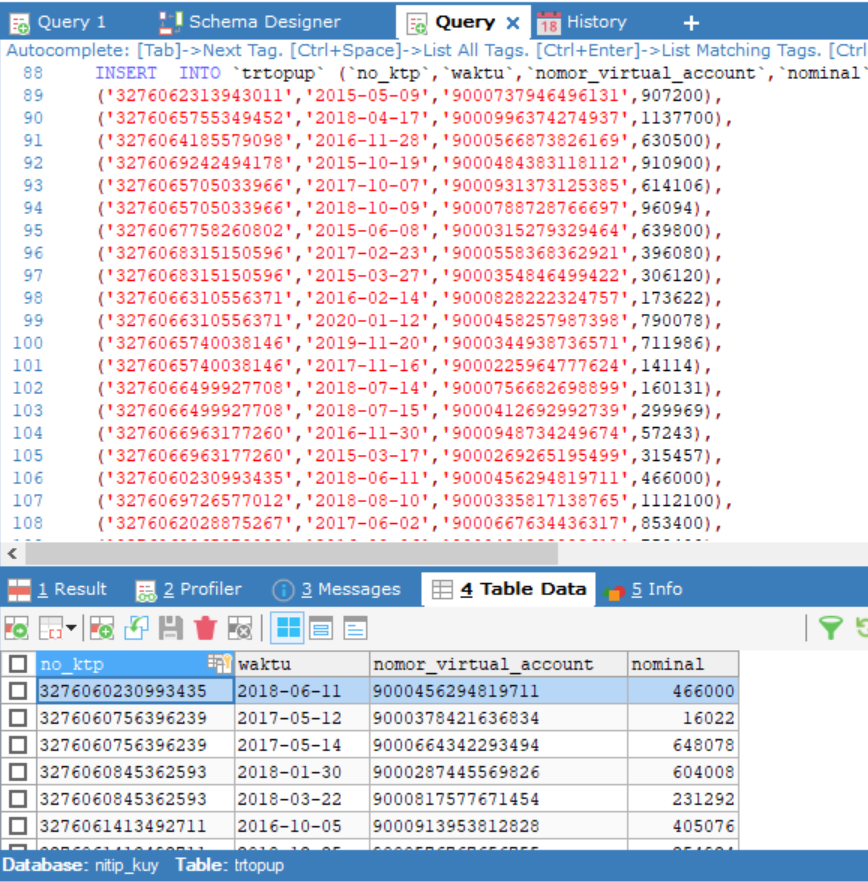 Query 1 Schema Designer Query × 18 History +
Autocomplete: [Tab]->Next Tag. [Ctrl+Space]->List All Tags. [Ctrl+Enter]->List Matching Tags. [Ctrl
88 INSERT INTO `trtopup` (`no_ktp`,`waktu`,`nomor_virtual_account`,`nominal`
89 ('3276062313943011','2015-05-09','9000737946496131',907200),
90 ('3276065755349452','2018-04-17','9000996374274937',1137700),
91 ('3276064185579098','2016-11-28','9000566873826169',630500),
92 ('3276069242494178','2015-10-19','9000484383118112',910900),
93 ('3276065705033966','2017-10-07','9000931373125385',614106),
94 ('3276065705033966','2018-10-09','9000788728766697',96094),
95 ('3276067758260802','2015-06-08','9000315279329464',639800),
96 ('3276068315150596','2017-02-23','9000558368362921',396080),
97 ('3276068315150596','2015-03-27','9000354846499422',306120),
98 ('3276066310556371','2016-02-14','9000828222324757',173622),
99 ('3276066310556371','2020-01-12','9000458257987398',790078),
100 ('3276065740038146','2019-11-20','9000344938736571',711986),
101 ('3276065740038146','2017-11-16','9000225964777624',14114),
102 ('3276066499927708','2018-07-14','9000756682698899',160131),
103 ('3276066499927708','2018-07-15','9000412692992739',299969),
104 ('3276066963177260','2016-11-30','9000948734249674',57243),
105 ('3276066963177260','2015-03-17','9000269265195499',315457),
106 ('3276060230993435','2018-06-11','9000456294819711',466000),
107 ('3276069726577012','2018-08-10','9000335817138765',1112100),
108 ('3276062028875267','2017-06-02','9000667634436317',853400),
1 Result 2 Profiler 3 Messages 4 Table Data 5 Info
no_ktp waktu nomor_virtual_account nominal
3276060230993435 2018-06-11 9000456294819711 466000
3276060756396239 2017-05-12 9000378421636834 16022
3276060756396239 2017-05-14 9000664342293494 648078
3276060845362593 2018-01-30 9000287445569826 604008
3276060845362593 2018-03-22 9000817577671454 231292
3276061413492711 2016-10-05 9000913953812828 405076
Database: nitip_kuy Table: trtopup